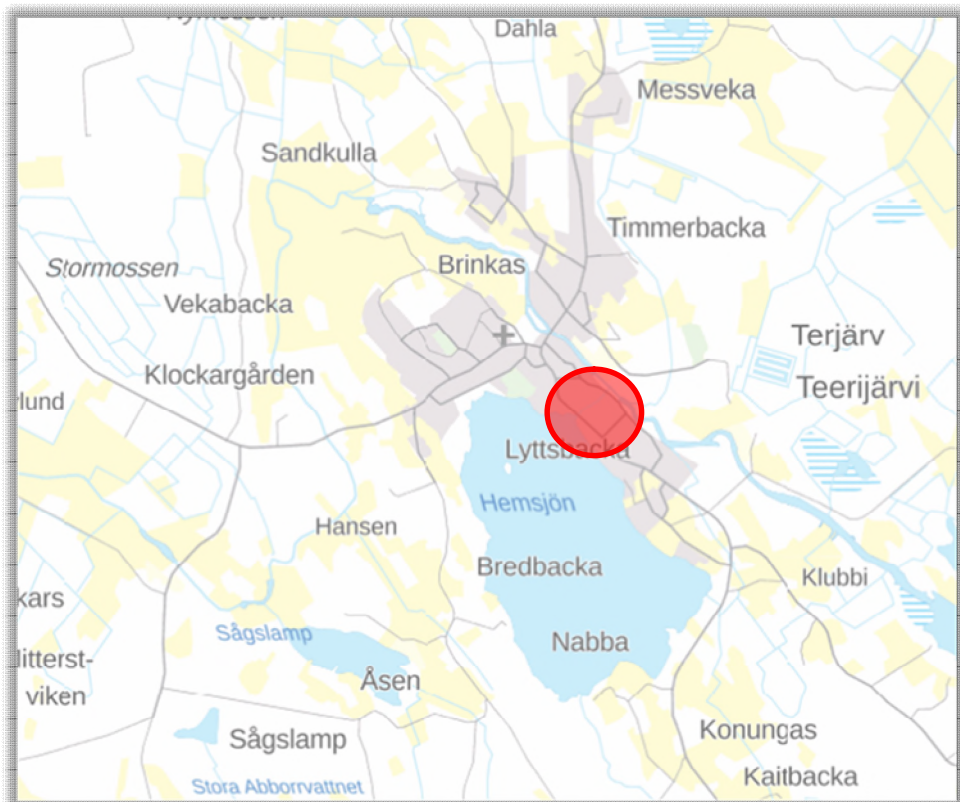 Dahla
Messveka
Sandkulla
Timmerbacka
Stormossen
Brinkas
Vekabacka
Terjärv
Klockargården
Teerijärvi
lund
Lyttsbacka
Hemsjön
Hansen
Bredbacka
Klubbi
kars
Sågslamp
Nabba
litterst-
viken
Åsen
Konungas
Sågslamp
Kaitbacka
Stora Abborrvattnet